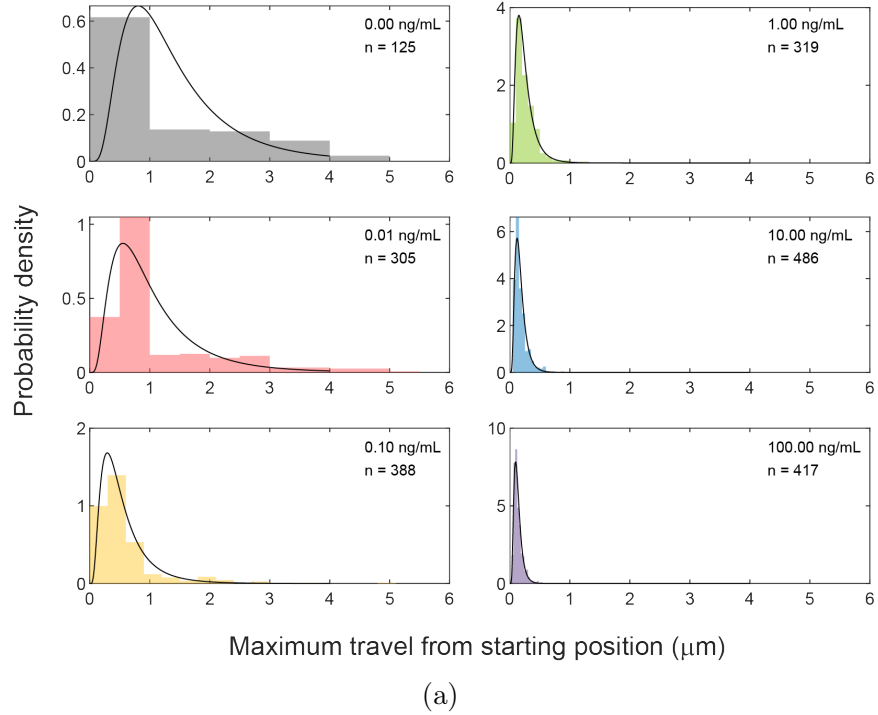 0.00 ng/mL
n = 125
0.6
0.4
0.2
0
0 1 2 3 4 5 6
1.00 ng/mL
n = 319
4
2
0
0 1 2 3 4 5 6
0.01 ng/mL
n = 305
1
0.5
0
0 1 2 3 4 5 6
10.00 ng/mL
n = 486
6
4
2
0
0 1 2 3 4 5 6
0.10 ng/mL
n = 388
2
1
0
0 1 2 3 4 5 6
100.00 ng/mL
n = 417
10
5
0
0 1 2 3 4 5 6
Probability density
Maximum travel from starting position (μm)
(a)